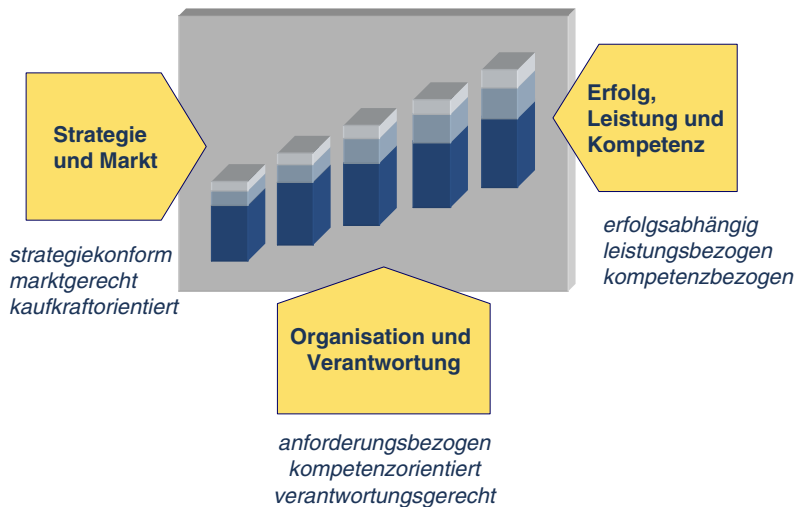 Strategie
und Markt
strategiekonform
marktgerecht
kaufkraftorientiert
Erfolg,
Leistung und
Kompetenz
erfolgsabhängig
leistungsbezogen
kompetenzbezogen
Organisation und
Verantwortung
anforderungsbezogen
kompetenzorientiert
verantwortungsgerecht